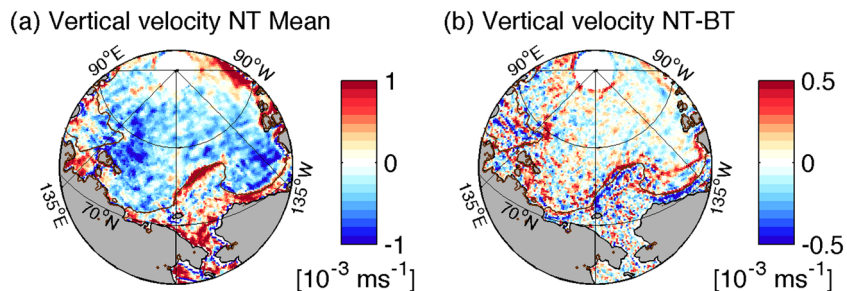 (a) Vertical velocity NT Mean
(b) Vertical velocity NT-BT
90°E
90°W
135°W
135°E
70°N
1
0
-1
[10⁻³ ms⁻¹]
90°E
90°W
135°W
135°E
70°N
0.5
0
-0.5
[10⁻³ ms⁻¹]